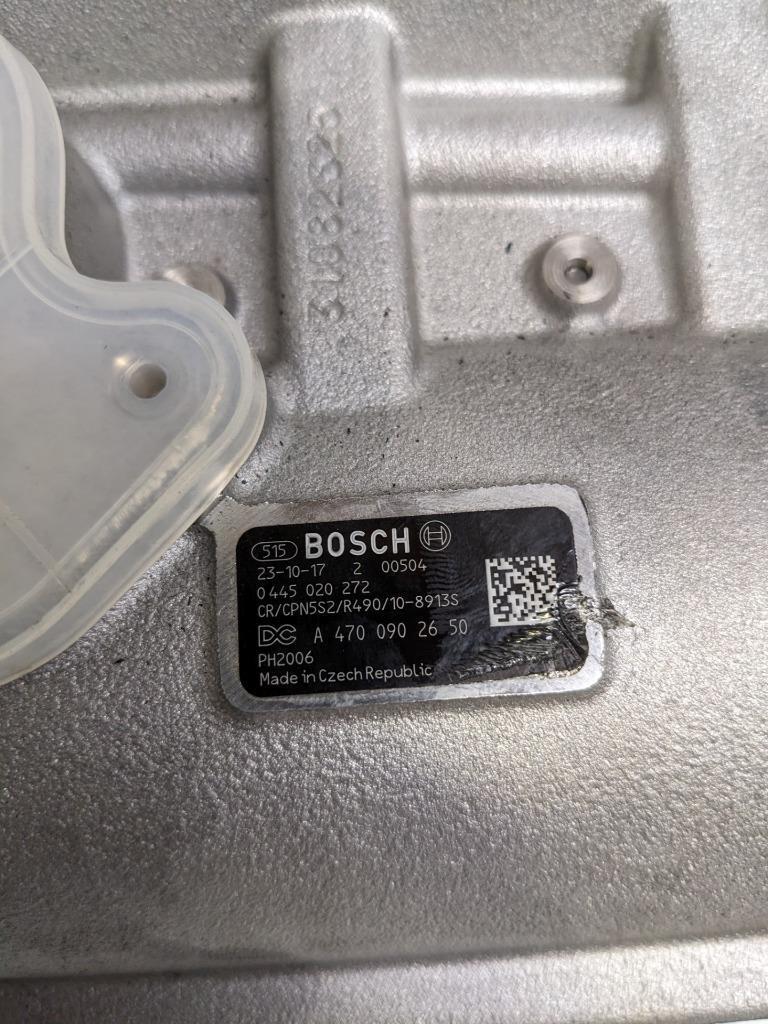 515 BOSCH
23-10-17 2 00504
0 445 020 272
CR/CPN5S2/R490/10-8913S
DC A 470 090 26 50
PH2006
Made in Czech Republic